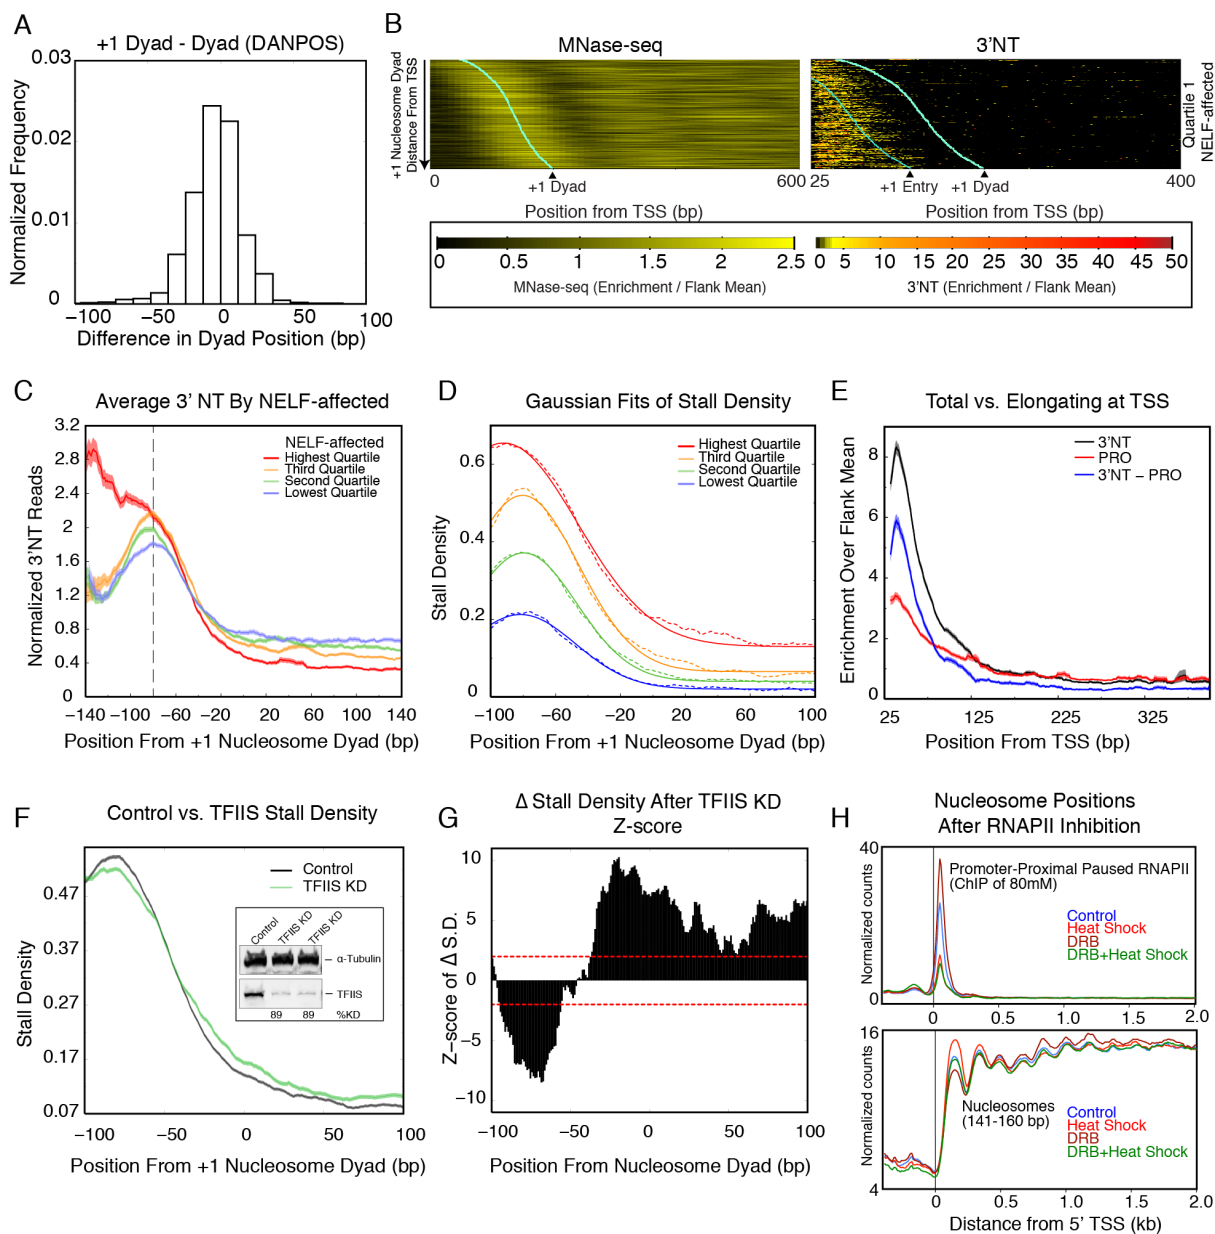 A
+1 Dyad - Dyad (DANPOS)
Normalized Frequency
0.03
0.02
0.01
0
−100
−50
0
50
100
Difference in Dyad Position (bp)
B
MNase-seq
3'NT
+1 Nucleosome Dyad
Distance From TSS
Quartile 1
NELF-affected
0
+1 Dyad
600
25
+1 Entry
+1 Dyad
400
Position from TSS (bp)
Position from TSS (bp)
0 0.5 1 1.5 2 2.5
MNase-seq (Enrichment / Flank Mean)
0 5 10 15 20 25 30 35 40 45 50
3'NT (Enrichment / Flank Mean)
C
Average 3' NT By NELF-affected
Normalized 3'NT Reads
3.2
2.8
2.4
2
1.6
1.2
0.8
0.4
0
NELF-affected
Highest Quartile
Third Quartile
Second Quartile
Lowest Quartile
−140 −100 −60 −20 20 60 100 140
Position From +1 Nucleosome Dyad (bp)
D
Gaussian Fits of Stall Density
Stall Density
0.6
0.4
0.2
0
Highest Quartile
Third Quartile
Second Quartile
Lowest Quartile
−100 −60 −20 20 60 100
Position From +1 Nucleosome Dyad (bp)
E
Total vs. Elongating at TSS
Enrichment Over Flank Mean
8
6
4
2
0
3'NT
PRO
3'NT − PRO
25 125 225 325
Position From TSS (bp)
F
Control vs. TFIIS Stall Density
Stall Density
0.47
0.37
0.27
0.17
0.07
Control
TFIIS KD
Control
TFIIS KD
TFIIS KD
α-Tubulin
TFIIS
89 89 %KD
−100 −50 0 50 100
Position From +1 Nucleosome Dyad (bp)
G
Δ Stall Density After TFIIS KD
Z-score
Z−score of Δ S.D.
10
5
0
−5
−10
−100 −50 0 50 100
Position From Nucleosome Dyad (bp)
H
Nucleosome Positions
After RNAPII Inhibition
Normalized counts
40
0
Promoter-Proximal Paused RNAPII
(ChIP of 80mM)
Control
Heat Shock
DRB
DRB+Heat Shock
0 0.5 1.0 1.5 2.0
Normalized counts
16
4
Nucleosomes
(141-160 bp)
Control
Heat Shock
DRB
DRB+Heat Shock
0 0.5 1.0 1.5 2.0
Distance from 5' TSS (kb)